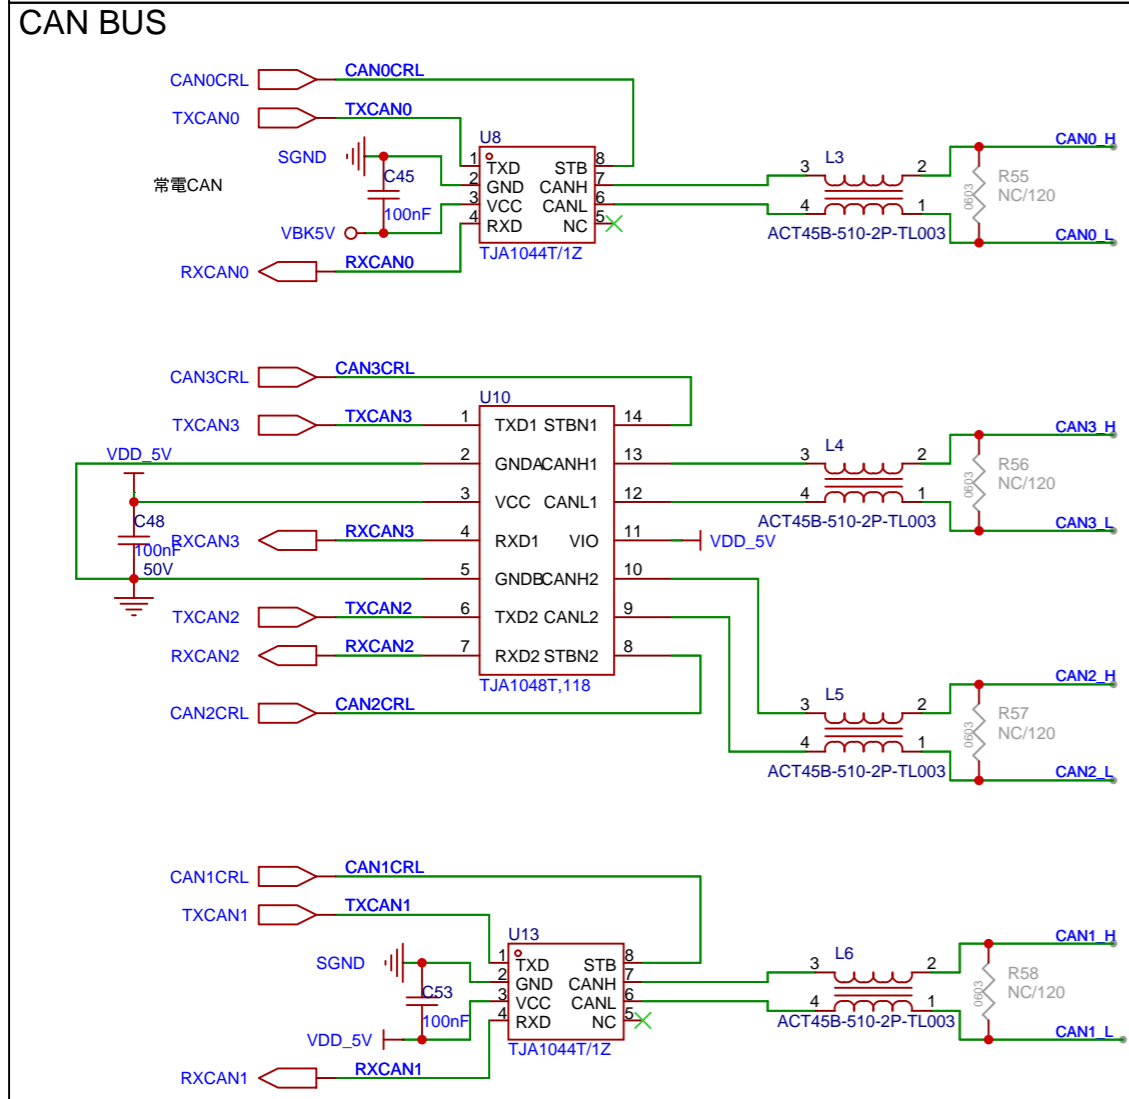 CAN BUS
CAN0CRL
CAN0CRL
TXCAN0
TXCAN0
U8
SGND
常電CAN
C45
100nF
VBK5V
RXCAN0
RXCAN0
1 TXD STB 8
2 GND CANH 7
3 VCC CANL 6
4 RXD NC 5
TJA1044T/1Z
3 L3 2
4 1
ACT45B-510-2P-TL003
CAN0_H
R55
NC/120
0603
CAN0_L
CAN3CRL
CAN3CRL
TXCAN3
TXCAN3
U10
VDD_5V
C48
100nF
50V
RXCAN3
RXCAN3
TXCAN2
TXCAN2
RXCAN2
RXCAN2
CAN2CRL
CAN2CRL
1 TXD1 STBN1 14
2 GNDA CANH1 13
3 VCC CANL1 12
4 RXD1 VIO 11
5 GNDB CANH2 10
6 TXD2 CANL2 9
7 RXD2 STBN2 8
TJA1048T,118
VDD_5V
3 L4 2
4 1
ACT45B-510-2P-TL003
CAN3_H
R56
NC/120
0603
CAN3_L
3 L5 2
4 1
ACT45B-510-2P-TL003
CAN2_H
R57
NC/120
0603
CAN2_L
CAN1CRL
CAN1CRL
TXCAN1
TXCAN1
U13
SGND
C53
100nF
VDD_5V
RXCAN1
RXCAN1
1 TXD STB 8
2 GND CANH 7
3 VCC CANL 6
4 RXD NC 5
TJA1044T/1Z
3 L6 2
4 1
ACT45B-510-2P-TL003
CAN1_H
R58
NC/120
0603
CAN1_L